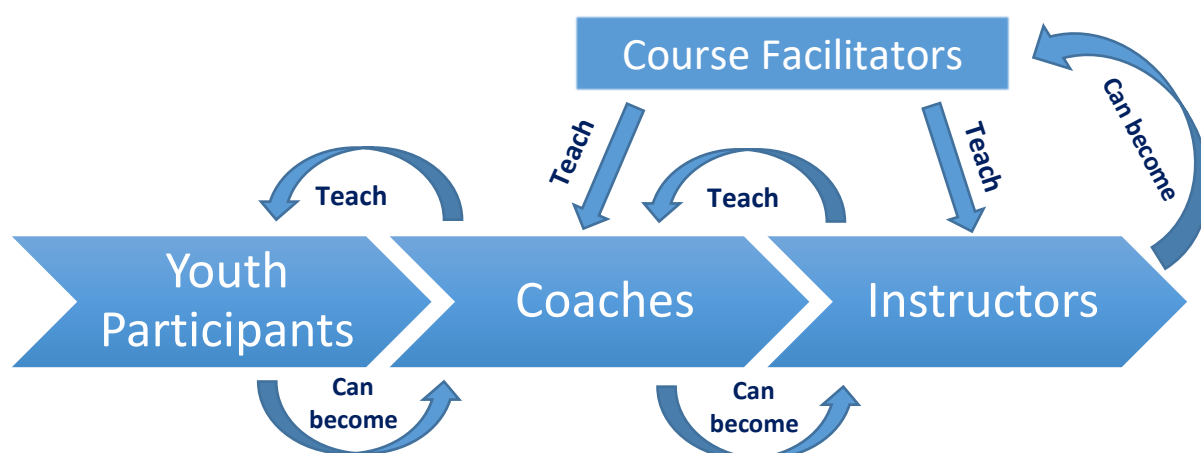 Course Facilitators
Can become
Teach
Teach
Teach
Teach
Youth
Participants
Coaches
Instructors
Can
become
Can
become